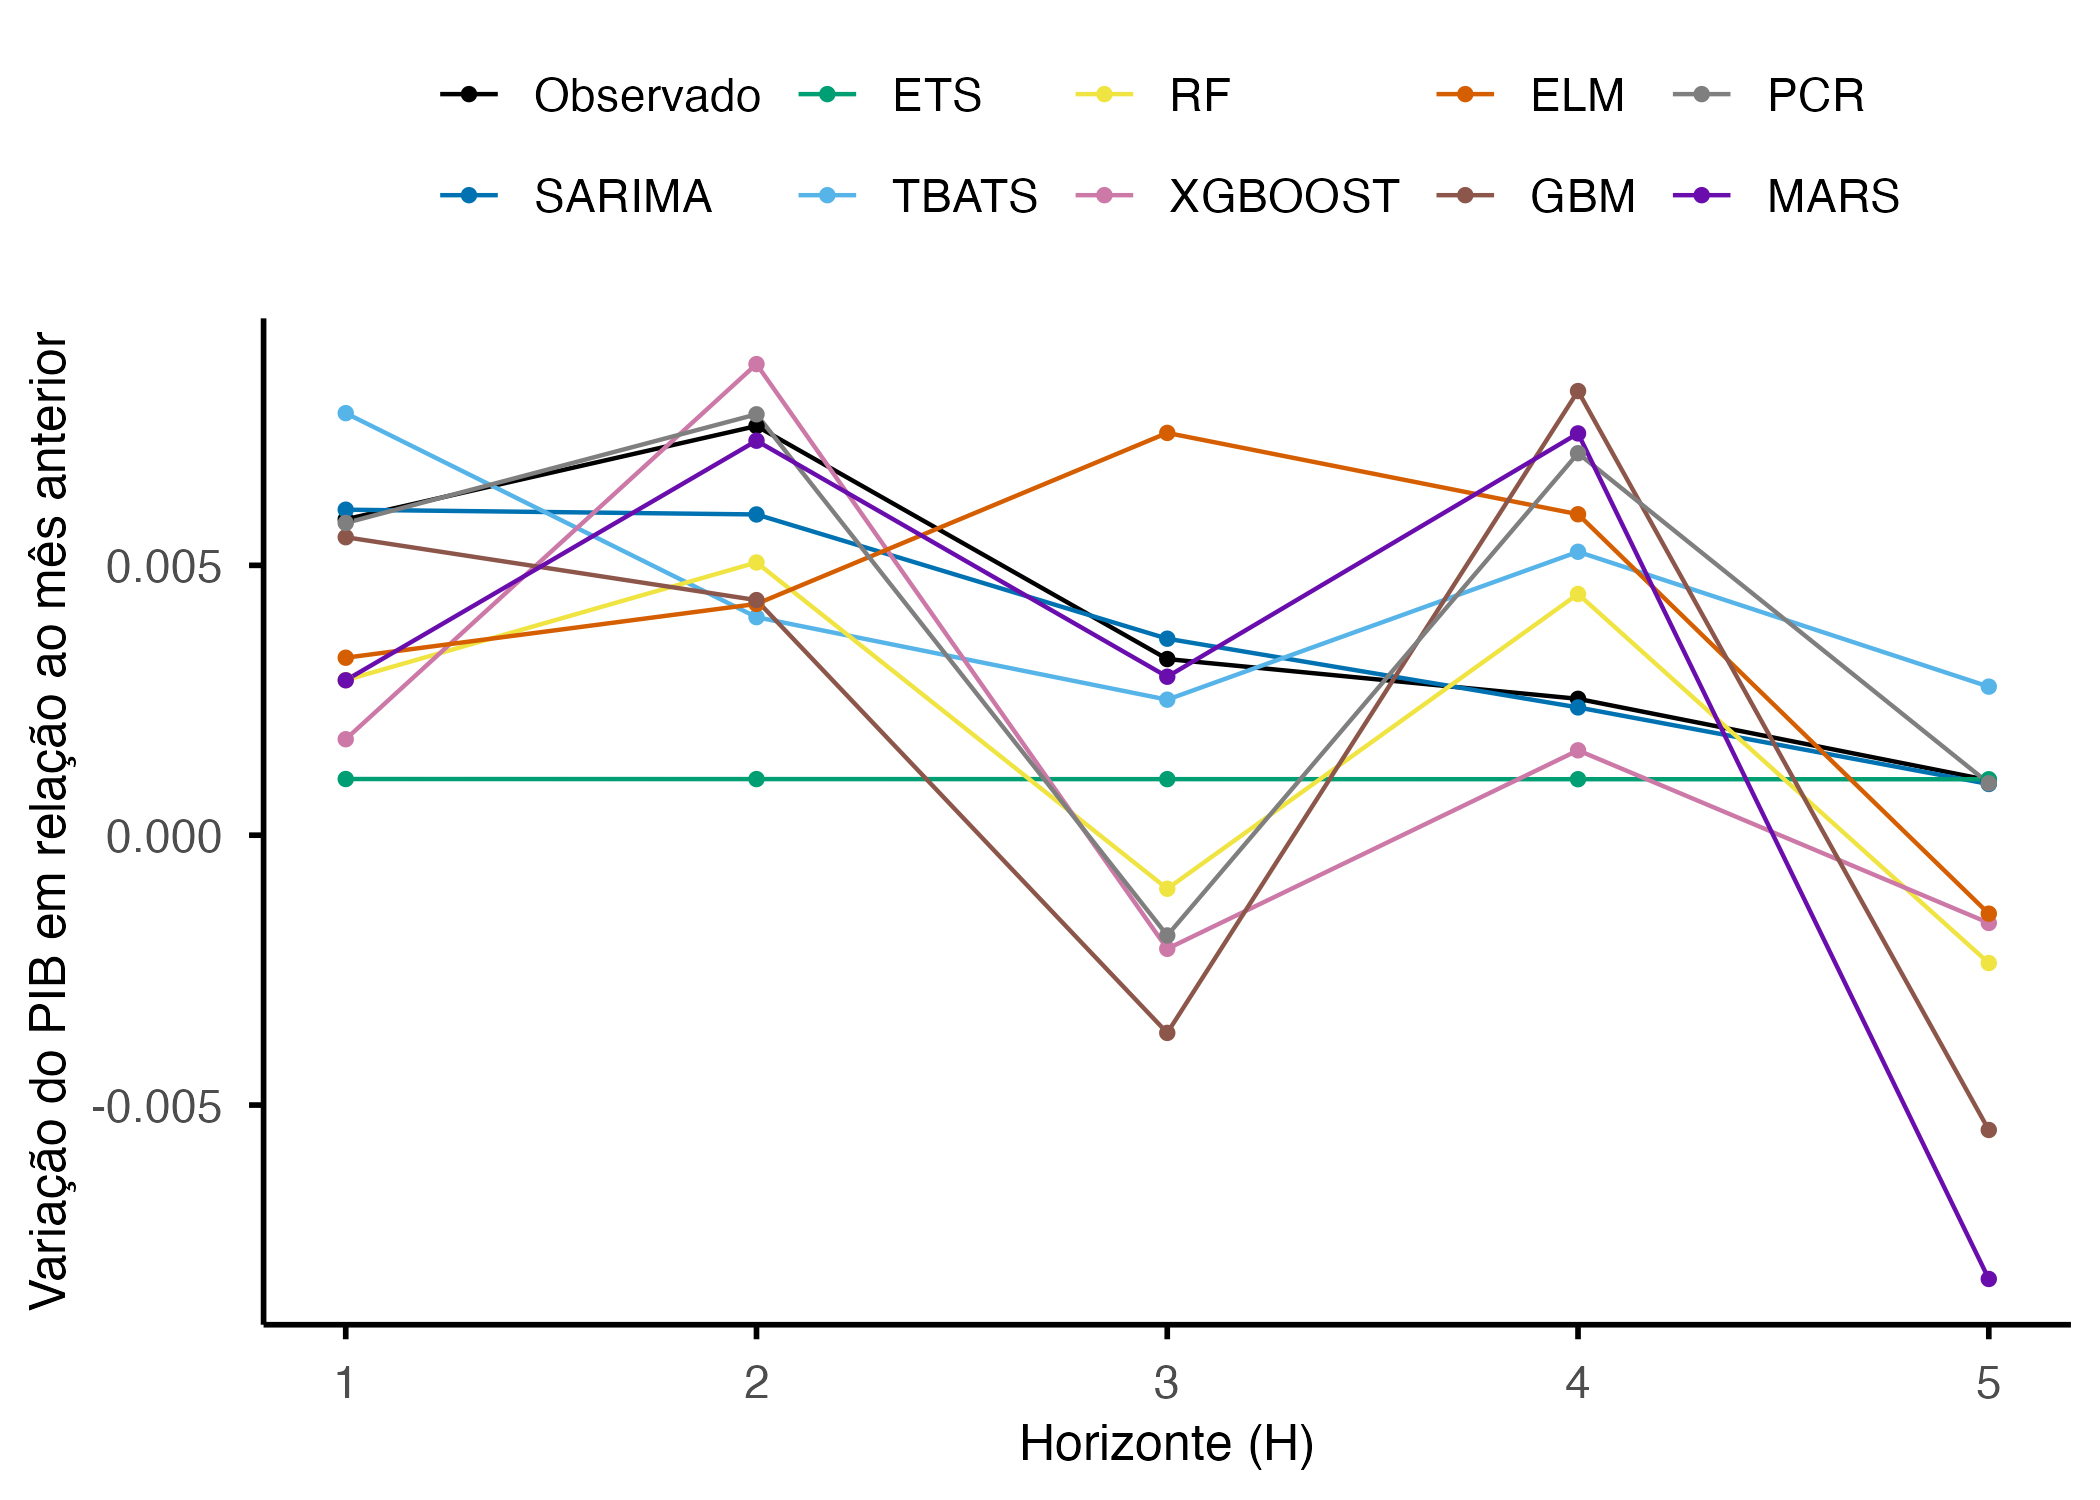 Observado ETS RF ELM PCR
SARIMA TBATS XGBOOST GBM MARS
Variação do PIB em relação ao mês anterior
0.005
0.000
-0.005
1 2 3 4 5
Horizonte (H)